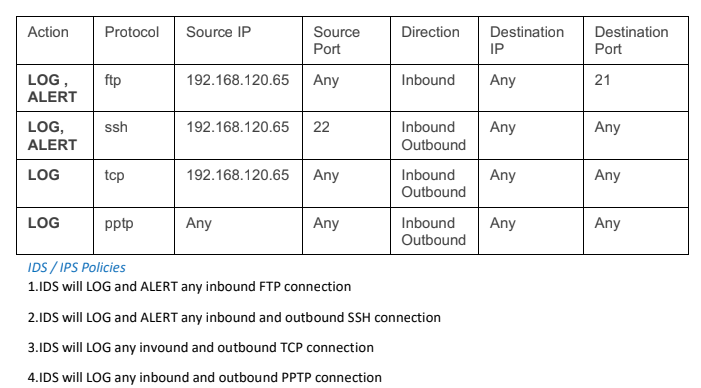 Action Protocol Source IP Source Port Direction Destination IP Destination Port
LOG , ALERT ftp 192.168.120.65 Any Inbound Any 21
LOG, ALERT ssh 192.168.120.65 22 Inbound Outbound Any Any
LOG tcp 192.168.120.65 Any Inbound Outbound Any Any
LOG pptp Any Any Inbound Outbound Any Any
IDS / IPS Policies
1.IDS will LOG and ALERT any inbound FTP connection
2.IDS will LOG and ALERT any inbound and outbound SSH connection
3.IDS will LOG any invound and outbound TCP connection
4.IDS will LOG any inbound and outbound PPTP connection